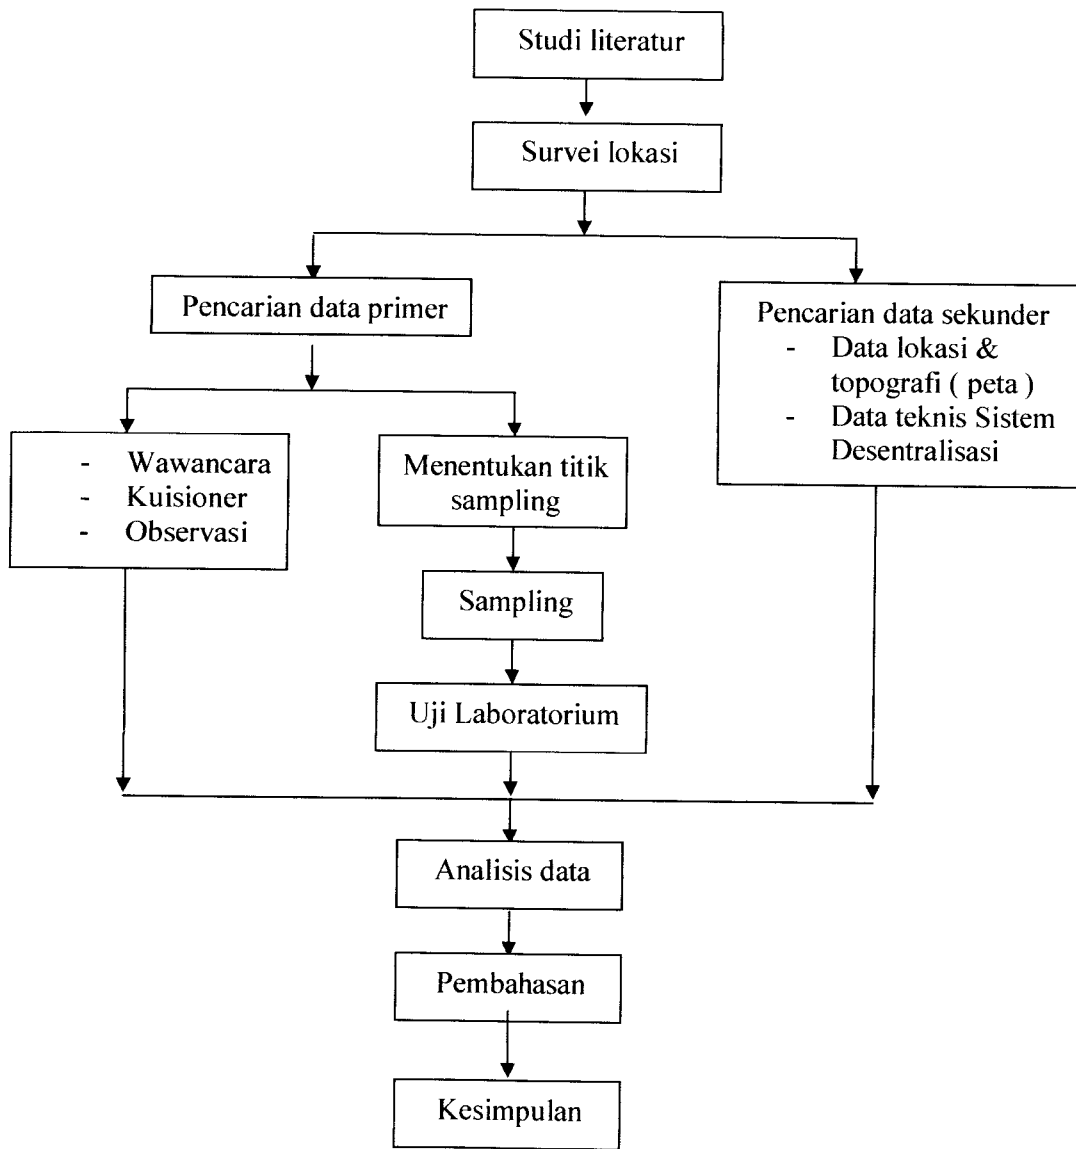 Studi literatur
Survei lokasi
Pencarian data primer
Pencarian data sekunder
- Data lokasi &
topografi ( peta )
- Data teknis Sistem
Desentralisasi
- Wawancara
- Kuisioner
- Observasi
Menentukan titik
sampling
Sampling
Uji Laboratorium
Analisis data
Pembahasan
Kesimpulan